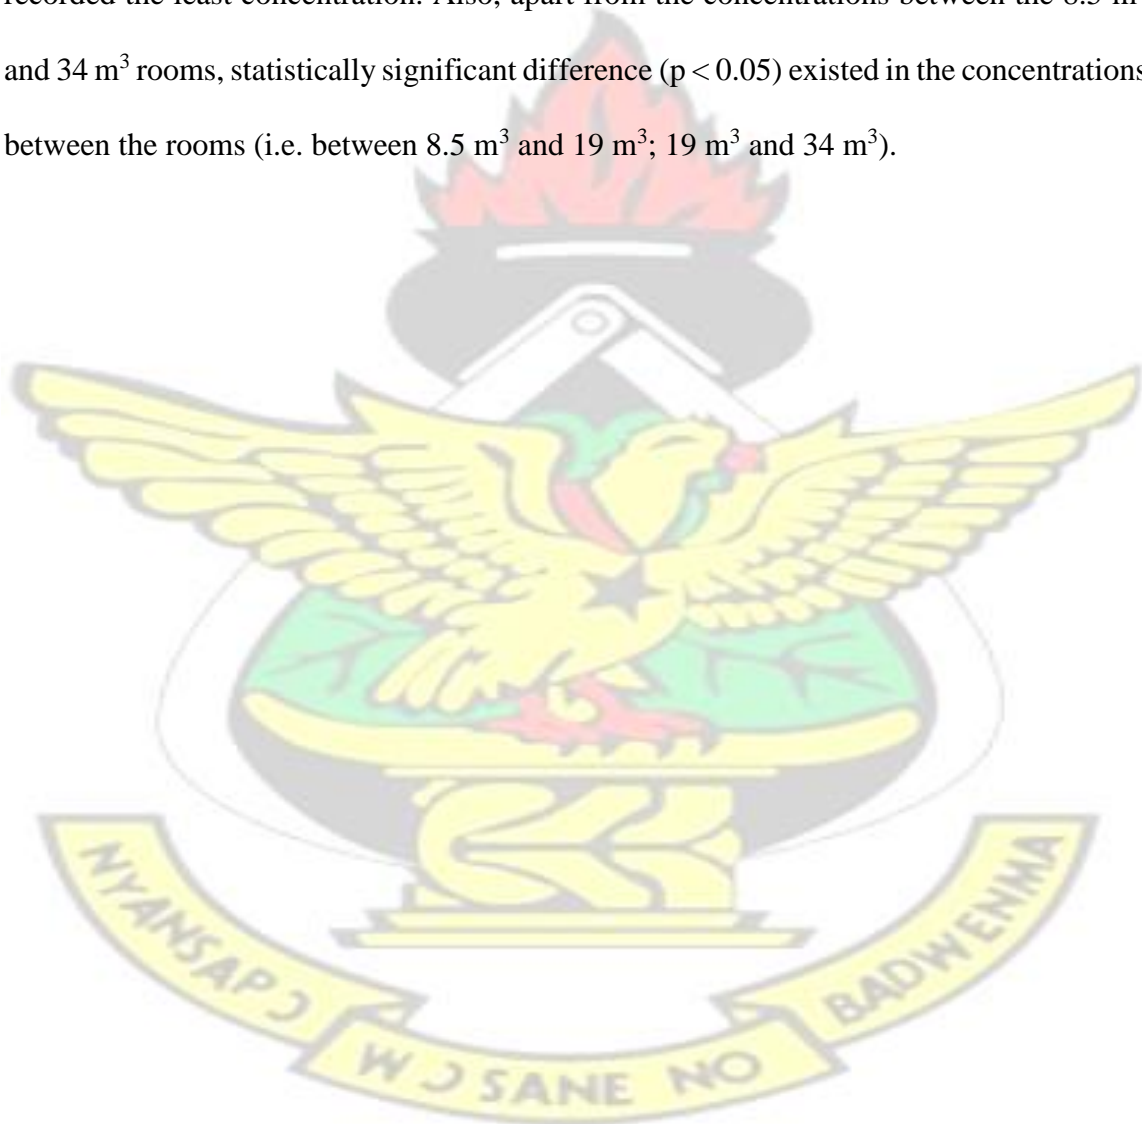 recorded the least concentration. Also, apart from the concentrations between the 8.5 m
and 34 m³ rooms, statistically significant difference (p < 0.05) existed in the concentrations
between the rooms (i.e. between 8.5 m³ and 19 m³; 19 m³ and 34 m³).
NYANSAPƆ
WƆ SANE NO
BADWENMA